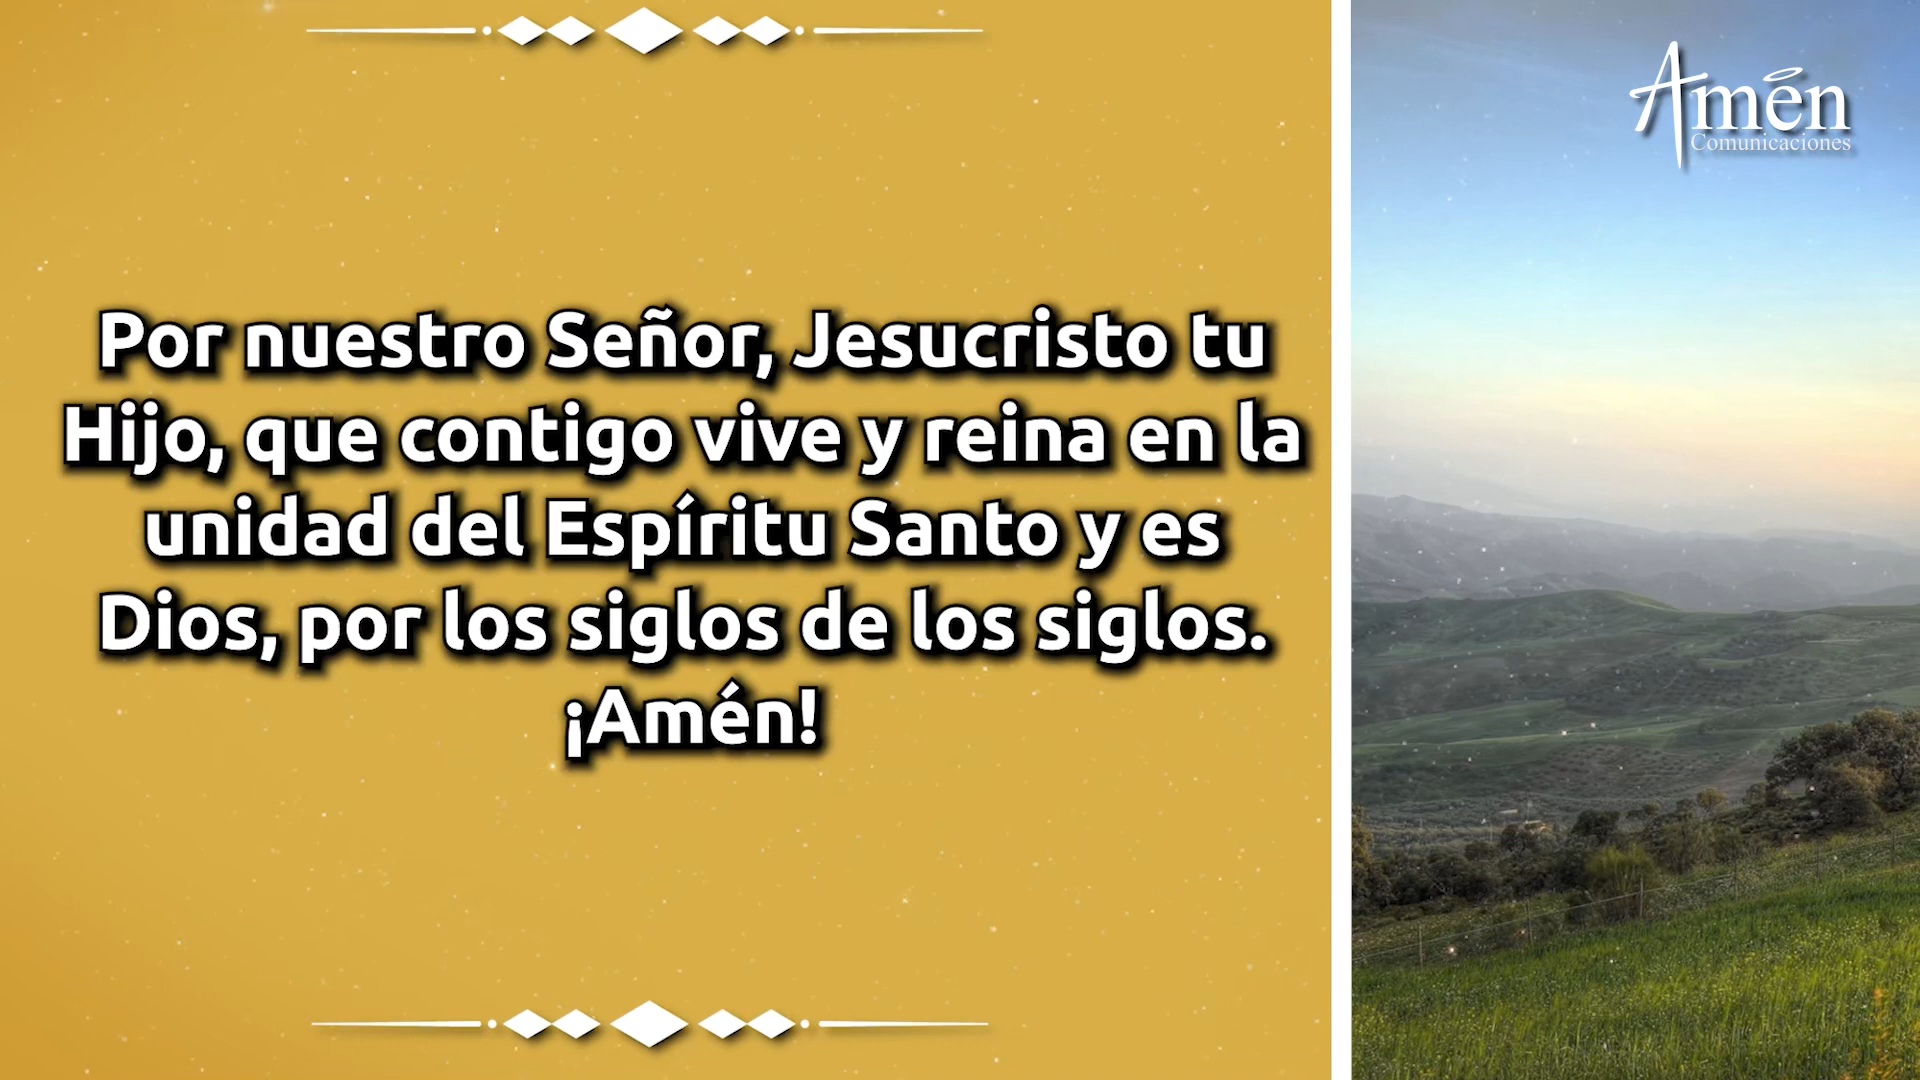 Por nuestro Señor, Jesucristo tu
Hijo, que contigo vive y reina en la
unidad del Espíritu Santo y es
Dios, por los siglos de los siglos.
¡Amén!
Amén
Comunicaciones